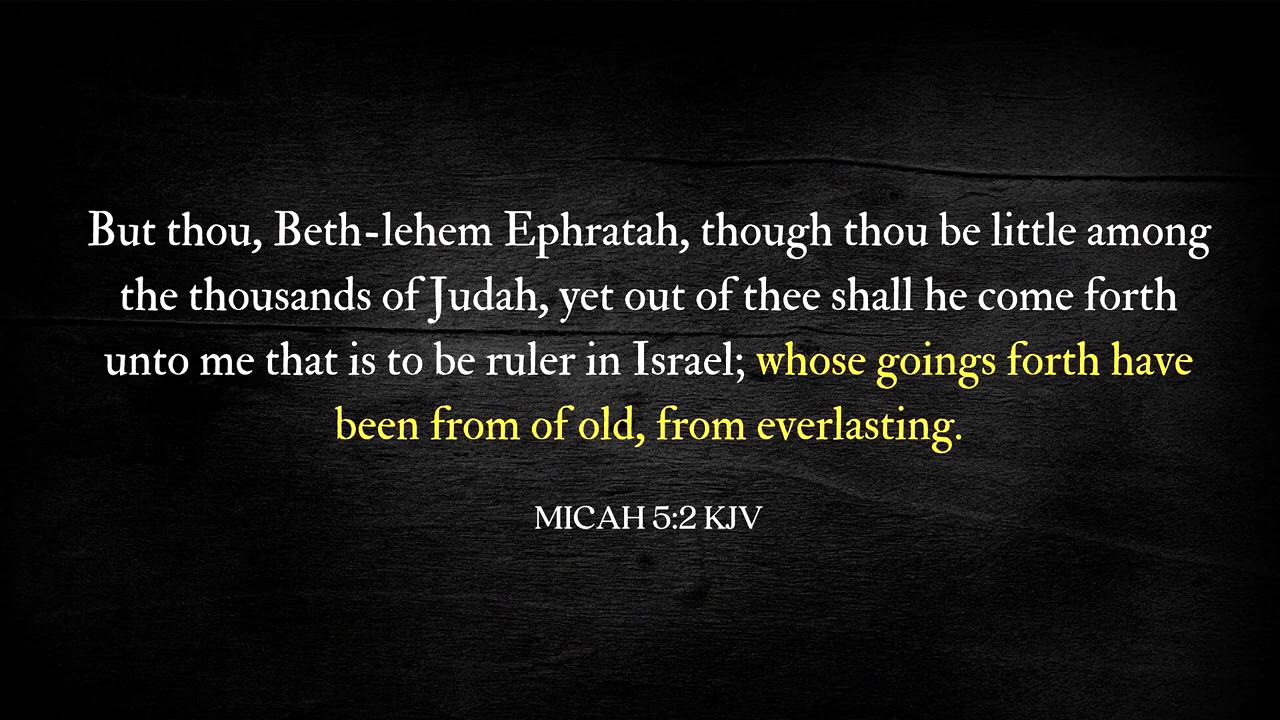 But thou, Beth-lehem Ephratah, though thou be little among
the thousands of Judah, yet out of thee shall he come forth
unto me that is to be ruler in Israel; whose goings forth have
been from of old, from everlasting.
MICAH 5:2 KJV